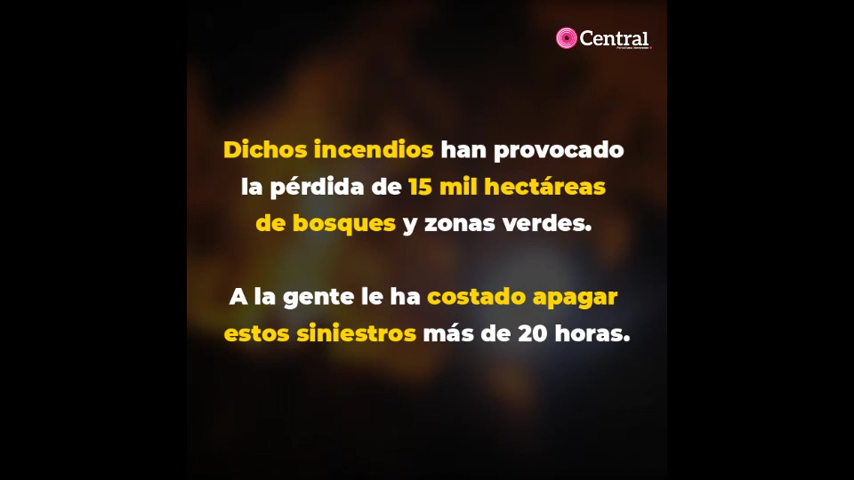 Central
Dichos incendios han provocado
la pérdida de 15 mil hectáreas
de bosques y zonas verdes.
A la gente le ha costado apagar
estos siniestros más de 20 horas.